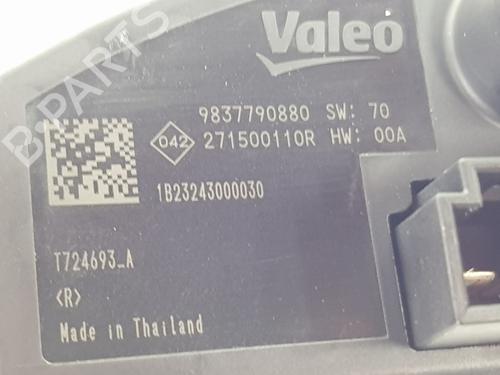 Valeo
9837790880 SW: 70
042 271500110R HW: 00A
1B23243000030
T724693_A
<R>
Made in Thailand
B-PARTS